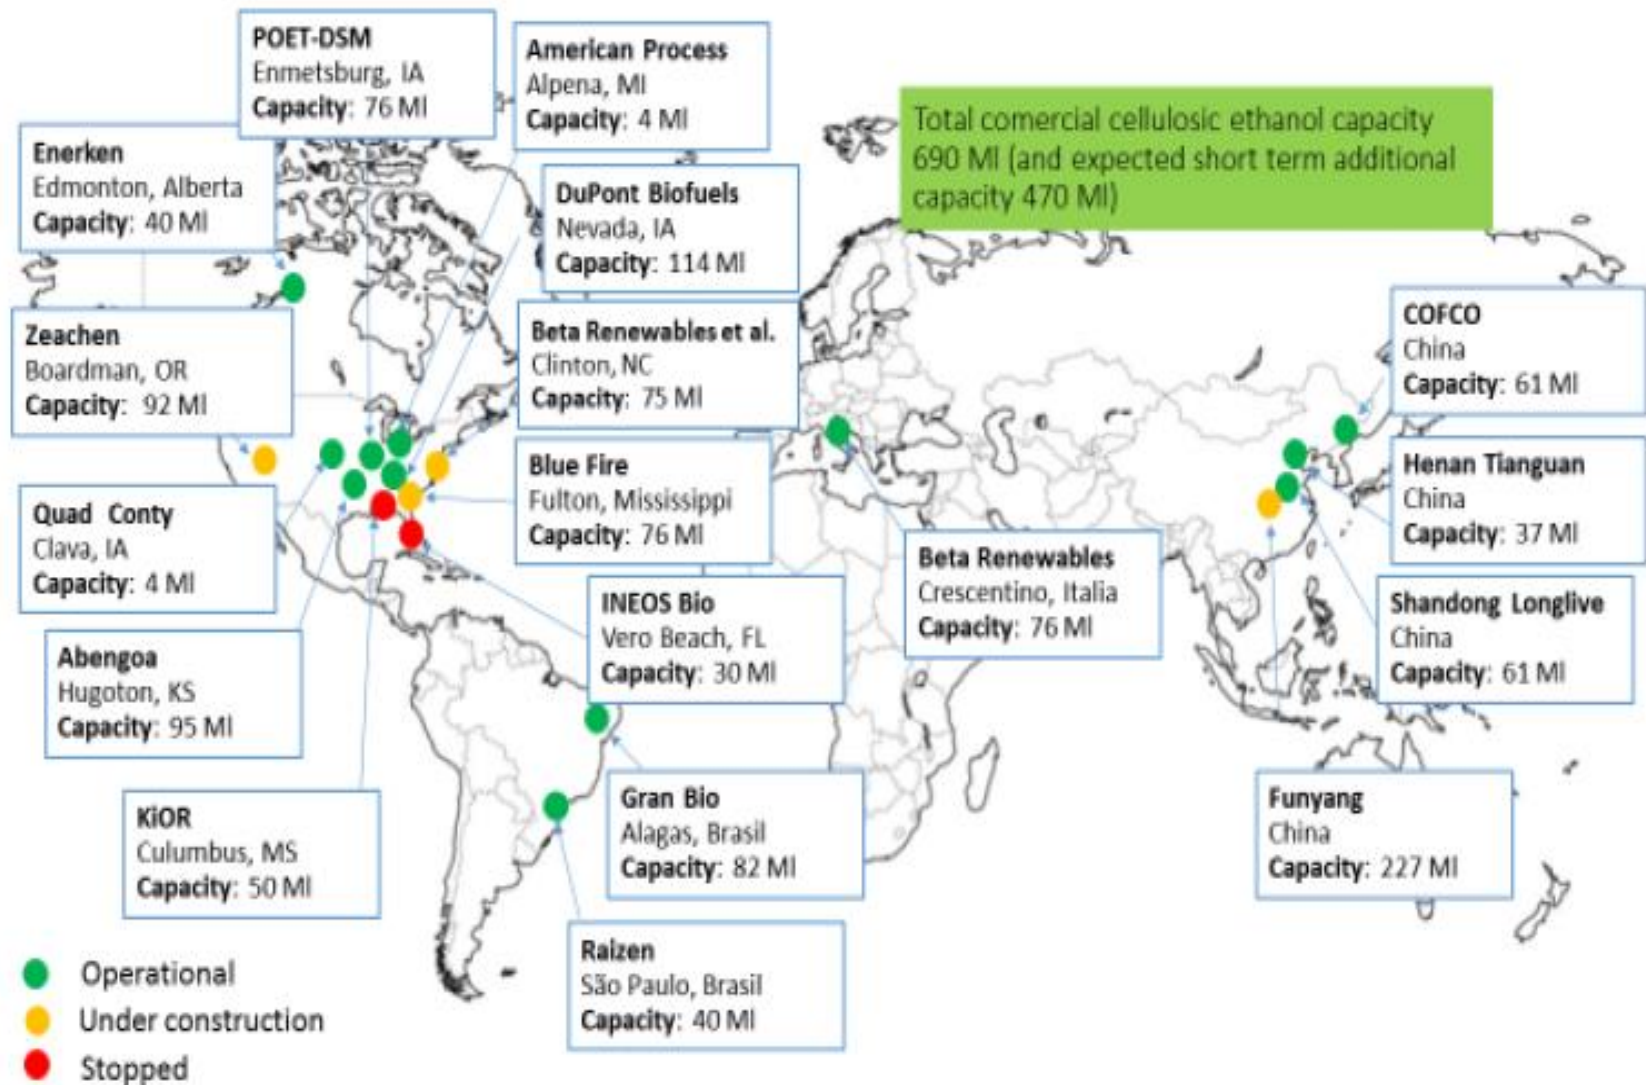 POET-DSM
Enmetsburg, IA
Capacity: 76 Ml
American Process
Alpena, MI
Capacity: 4 Ml
Total comercial cellulosic ethanol capacity
690 Ml (and expected short term additional
capacity 470 Ml)
Enerken
Edmonton, Alberta
Capacity: 40 Ml
DuPont Biofuels
Nevada, IA
Capacity: 114 Ml
Zeachen
Boardman, OR
Capacity: 92 Ml
Beta Renewables et al.
Clinton, NC
Capacity: 75 Ml
COFCO
China
Capacity: 61 Ml
Quad Conty
Clava, IA
Capacity: 4 Ml
Blue Fire
Fulton, Mississippi
Capacity: 76 Ml
Henan Tianguan
China
Capacity: 37 Ml
Beta Renewables
Crescentino, Italia
Capacity: 76 Ml
INEOS Bio
Vero Beach, FL
Capacity: 30 Ml
Shandong Longlive
China
Capacity: 61 Ml
Abengoa
Hugoton, KS
Capacity: 95 Ml
KiOR
Culumbus, MS
Capacity: 50 Ml
Gran Bio
Alagas, Brasil
Capacity: 82 Ml
Funyang
China
Capacity: 227 Ml
Raizen
São Paulo, Brasil
Capacity: 40 Ml
Operational
Under construction
Stopped